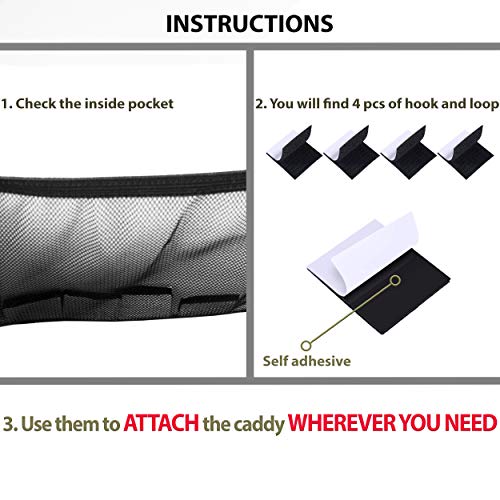 INSTRUCTIONS
1. Check the inside pocket
2. You will find 4 pcs of hook and loop
Self adhesive
3. Use them to ATTACH the caddy WHEREVER YOU NEED